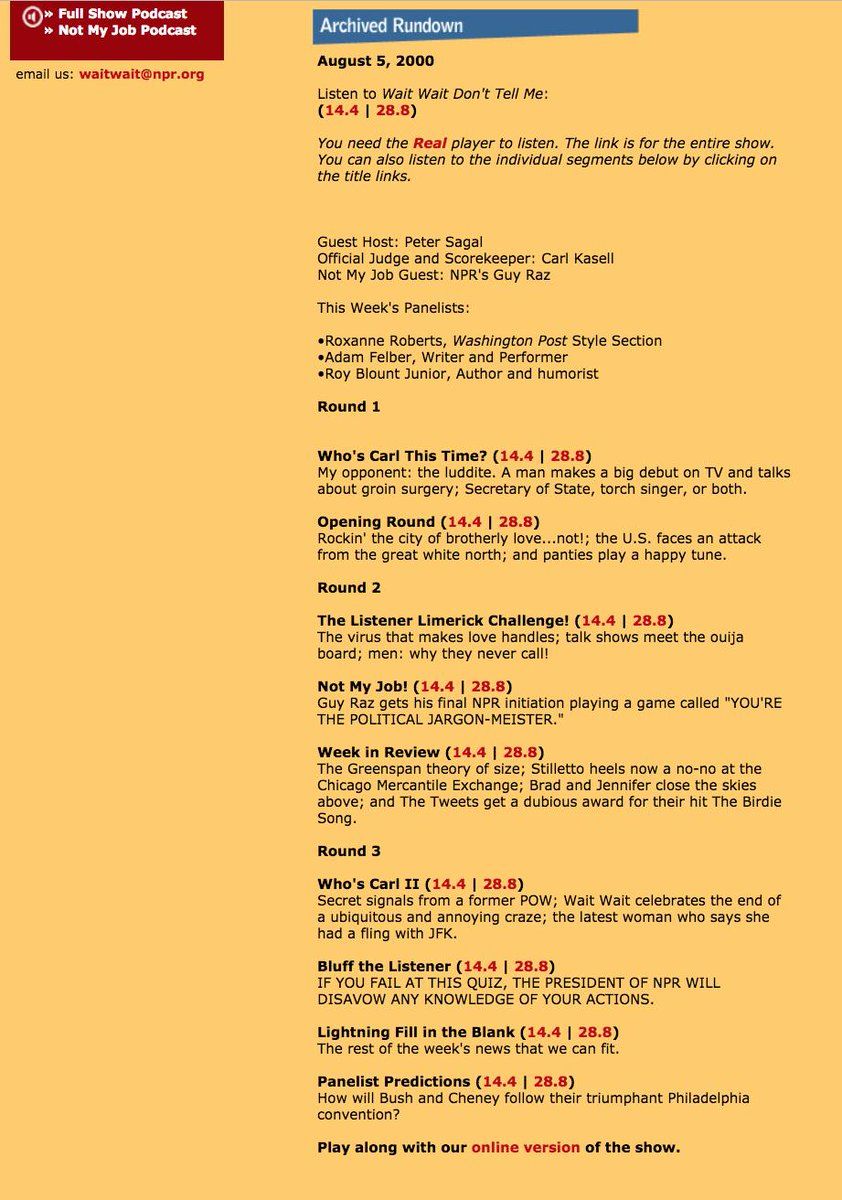 » Full Show Podcast
» Not My Job Podcast
email us: waitwait@npr.org
Archived Rundown
August 5, 2000
Listen to Wait Wait Don't Tell Me:
(14.4 | 28.8)
You need the Real player to listen. The link is for the entire show.
You can also listen to the individual segments below by clicking on
the title links.
Guest Host: Peter Sagal
Official Judge and Scorekeeper: Carl Kasell
Not My Job Guest: NPR's Guy Raz
This Week's Panelists:
•Roxanne Roberts, Washington Post Style Section
•Adam Felber, Writer and Performer
•Roy Blount Junior, Author and humorist
Round 1
Who's Carl This Time? (14.4 | 28.8)
My opponent: the luddite. A man makes a big debut on TV and talks
about groin surgery; Secretary of State, torch singer, or both.
Opening Round (14.4 | 28.8)
Rockin' the city of brotherly love...not!; the U.S. faces an attack
from the great white north; and panties play a happy tune.
Round 2
The Listener Limerick Challenge! (14.4 | 28.8)
The virus that makes love handles; talk shows meet the ouija
board; men: why they never call!
Not My Job! (14.4 | 28.8)
Guy Raz gets his final NPR initiation playing a game called "YOU'RE
THE POLITICAL JARGON-MEISTER."
Week in Review (14.4 | 28.8)
The Greenspan theory of size; Stilletto heels now a no-no at the
Chicago Mercantile Exchange; Brad and Jennifer close the skies
above; and The Tweets get a dubious award for their hit The Birdie
Song.
Round 3
Who's Carl II (14.4 | 28.8)
Secret signals from a former POW; Wait Wait celebrates the end of
a ubiquitous and annoying craze; the latest woman who says she
had a fling with JFK.
Bluff the Listener (14.4 | 28.8)
IF YOU FAIL AT THIS QUIZ, THE PRESIDENT OF NPR WILL
DISAVOW ANY KNOWLEDGE OF YOUR ACTIONS.
Lightning Fill in the Blank (14.4 | 28.8)
The rest of the week's news that we can fit.
Panelist Predictions (14.4 | 28.8)
How will Bush and Cheney follow their triumphant Philadelphia
convention?
Play along with our online version of the show.